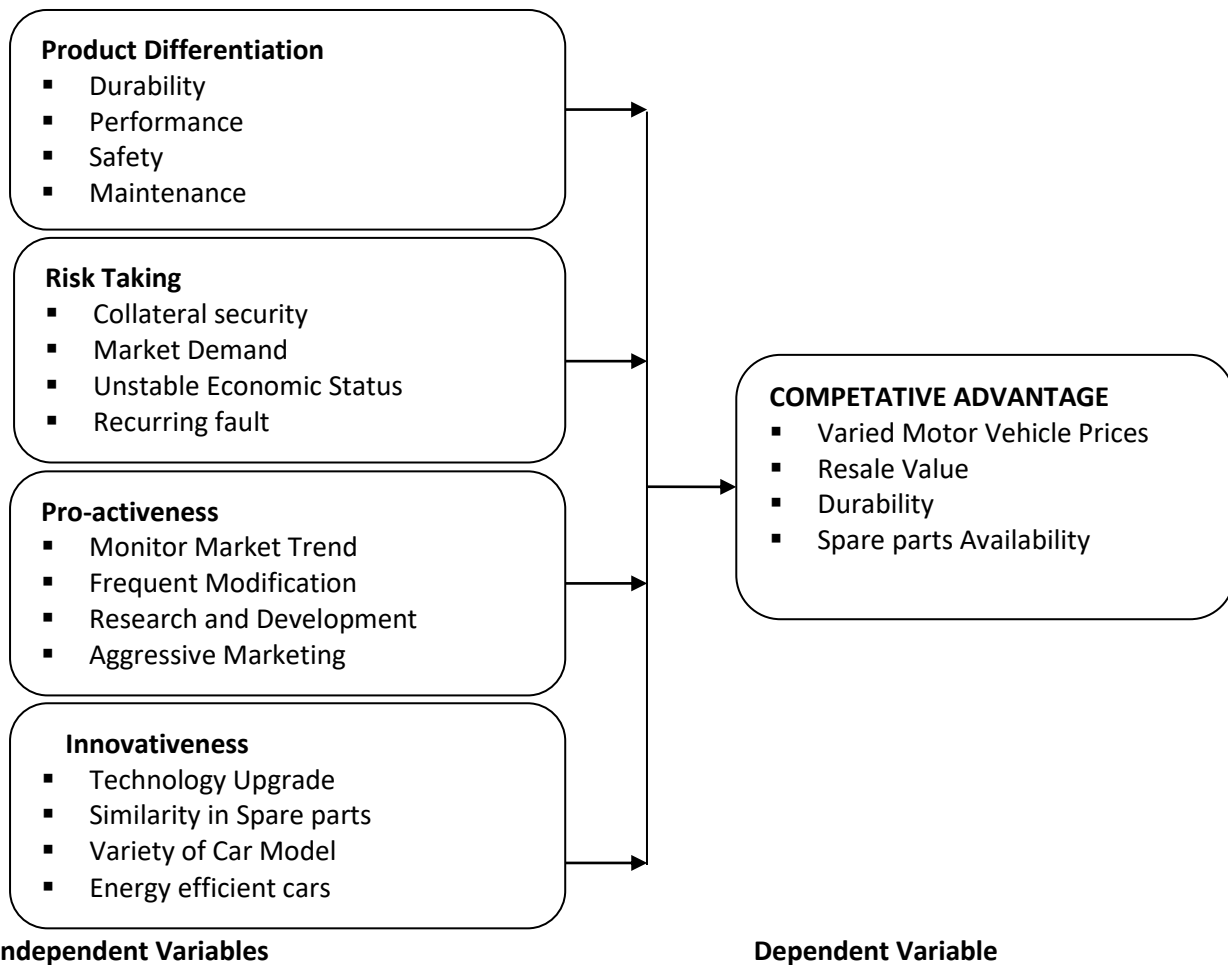 Product Differentiation
▪ Durability
▪ Performance
▪ Safety
▪ Maintenance
Risk Taking
▪ Collateral security
▪ Market Demand
▪ Unstable Economic Status
▪ Recurring fault
Pro-activeness
▪ Monitor Market Trend
▪ Frequent Modification
▪ Research and Development
▪ Aggressive Marketing
Innovativeness
▪ Technology Upgrade
▪ Similarity in Spare parts
▪ Variety of Car Model
▪ Energy efficient cars
COMPETATIVE ADVANTAGE
▪ Varied Motor Vehicle Prices
▪ Resale Value
▪ Durability
▪ Spare parts Availability
ndependent Variables
Dependent Variable